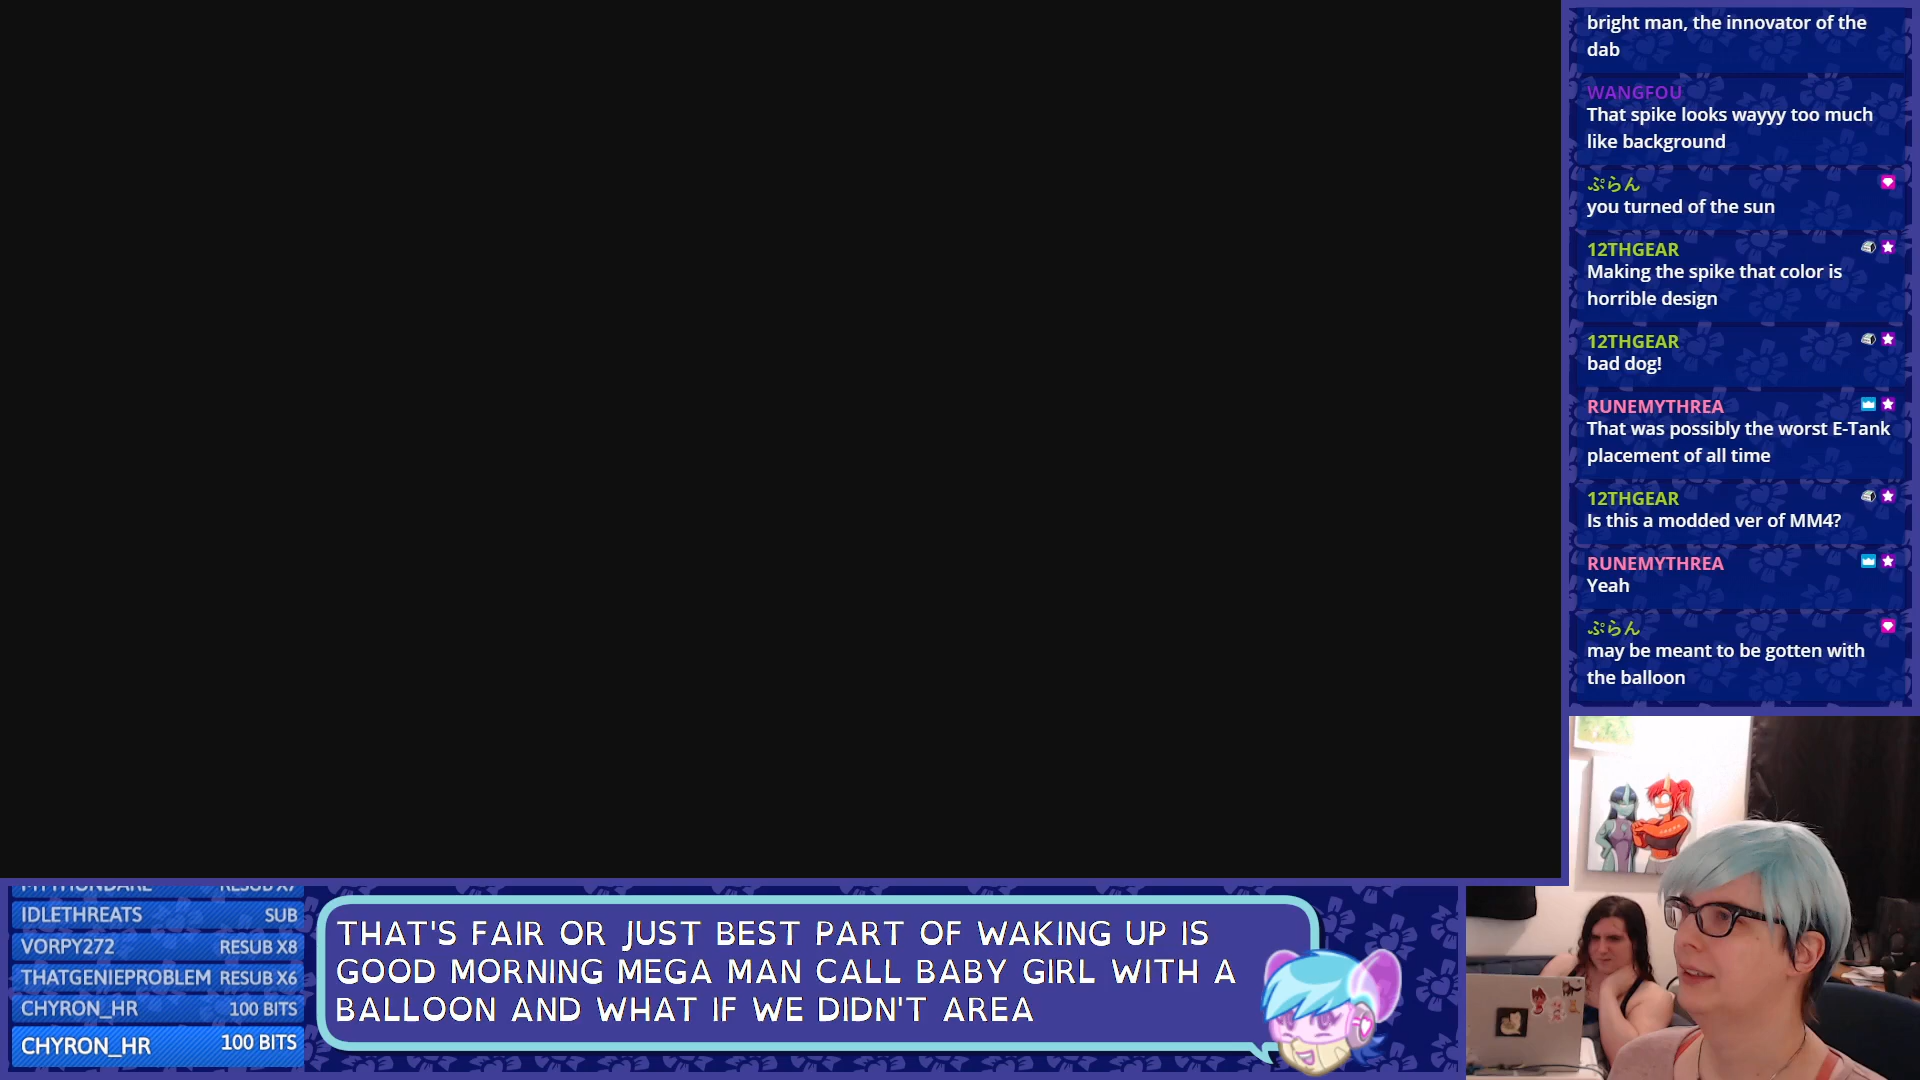 bright man, the innovator of the
dab
WANGFOU
That spike looks wayyy too much
like background
ぷらん
you turned of the sun
12THGEAR
Making the spike that color is
horrible design
12THGEAR
bad dog!
RUNEMYTHREA
That was possibly the worst E-Tank
placement of all time
12THGEAR
Is this a modded ver of MM4?
RUNEMYTHREA
Yeah
ぷらん
may be meant to be gotten with
the balloon
RESUB X7
IDLETHREATS SUB
VORPY272 RESUB X8
THATGENIEPROBLEM RESUB X6
CHYRON_HR 100 BITS
CHYRON_HR 100 BITS
THAT'S FAIR OR JUST BEST PART OF WAKING UP IS
GOOD MORNING MEGA MAN CALL BABY GIRL WITH A
BALLOON AND WHAT IF WE DIDN'T AREA